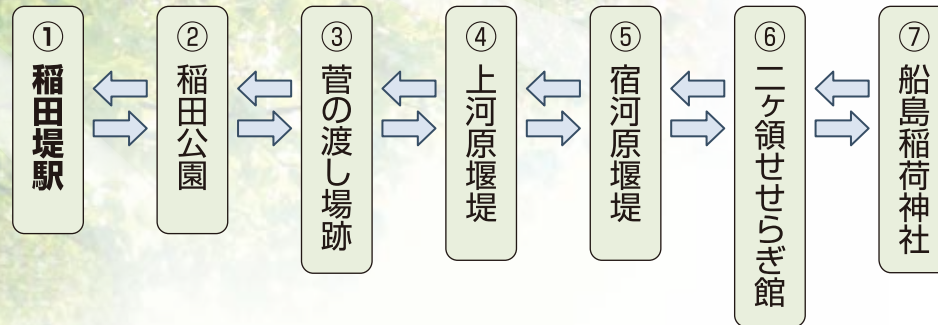 ① 稲田堤駅
② 稲田公園
③ 菅の渡し場跡
④ 上河原堰堤
⑤ 宿河原堰堤
⑥ 二ヶ領せせらぎ館
⑦ 船島稲荷神社